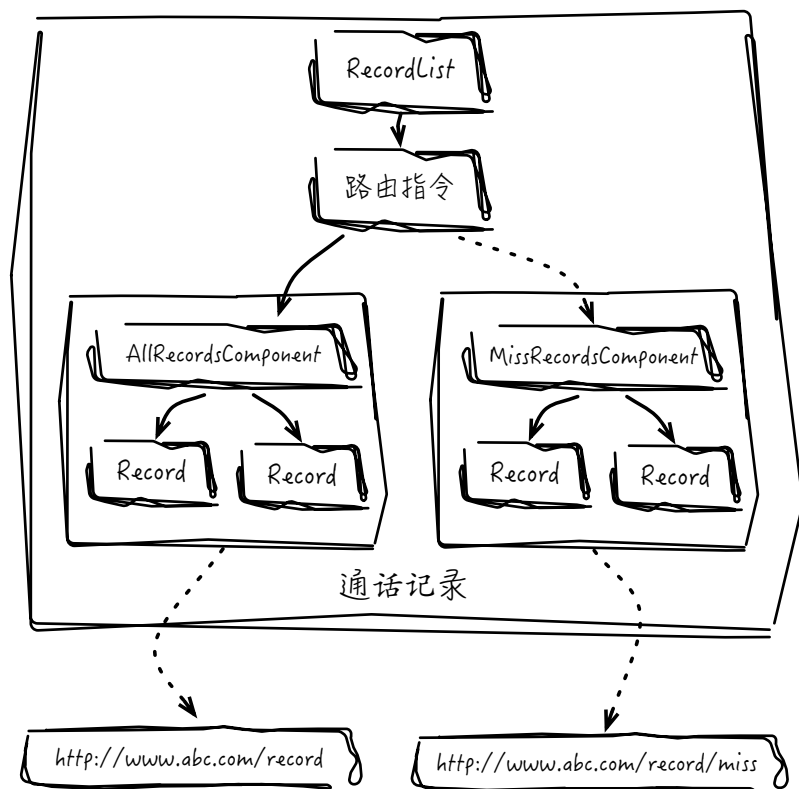 RecordList
路由指令
AllRecordsComponent
MissRecordsComponent
Record
Record
Record
Record
通话记录
http://www.abc.com/record
http://www.abc.com/record/miss